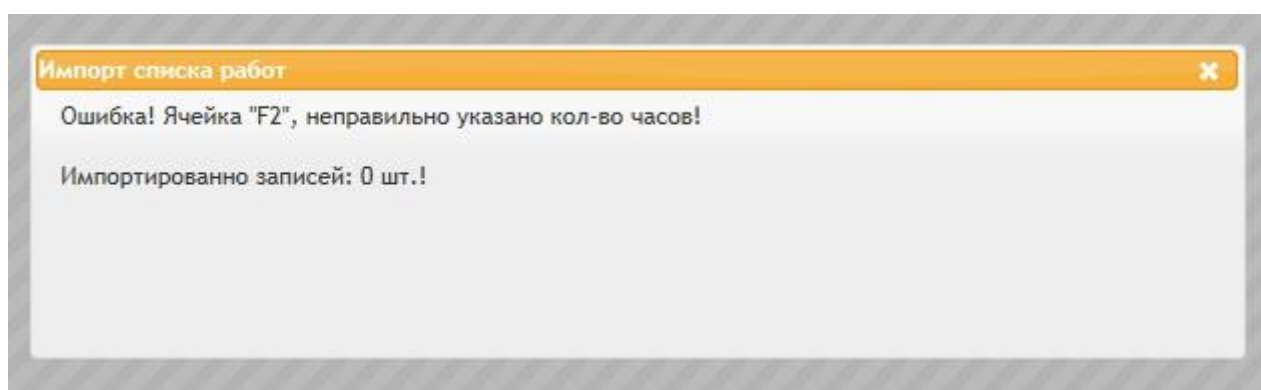 Импорт списка работ
Ошибка! Ячейка "F2", неправильно указано кол-во часов!
Импортированно записей: 0 шт.!